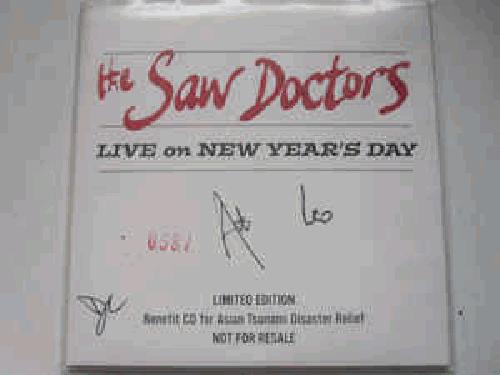 the Saw Doctors
LIVE on NEW YEAR'S DAY
Leo
LIMITED EDITION
Benefit CD for Asian Tsunami Disaster Relief
NOT FOR RESALE